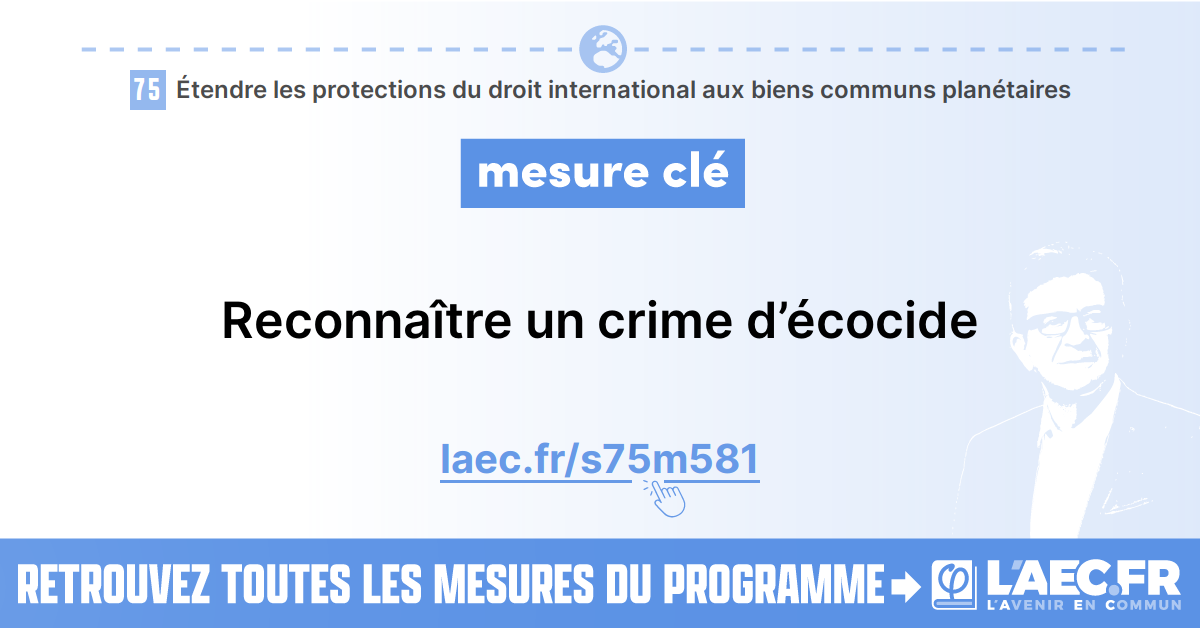 75 Étendre les protections du droit international aux biens communs planétaires
mesure clé
Reconnaître un crime d’écocide
laec.fr/s75m581
RETROUVEZ TOUTES LES MESURES DU PROGRAMME
φ L'AEC.FR
L'AVENIR EN COMMUN